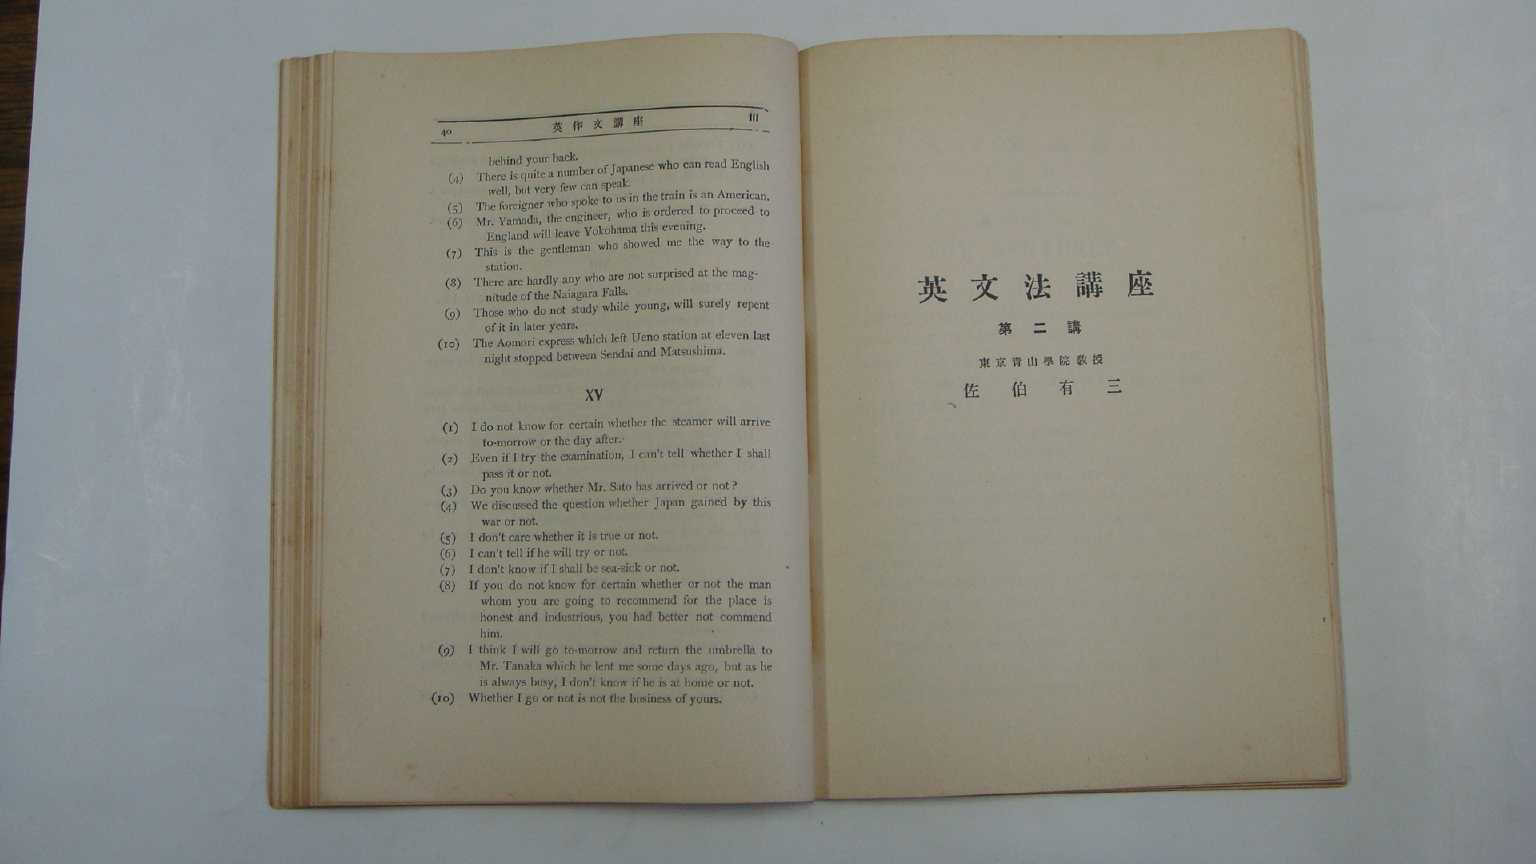 40 英作文講座 III
behind your back.
(4) There is quite a number of Japanese who can read English
well, but very few can speak.
(5) The foreigner who spoke to us in the train is an American.
(6) Mr. Yamada, the engineer, who is ordered to proceed to
England will leave Yokohama this evening.
(7) This is the gentleman who showed me the way to the
station.
(8) There are hardly any who are not surprised at the mag-
nitude of the Naiagara Falls.
(9) Those who do not study while young, will surely repent
of it in later years.
(10) The Aomori express which left Ueno station at eleven last
night stopped between Sendai and Matsushima.
XV
(1) I do not know for certain whether the steamer will arrive
to-morrow or the day after.
(2) Even if I try the examination, I can't tell whether I shall
pass it or not.
(3) Do you know whether Mr. Sato has arrived or not?
(4) We discussed the question whether Japan gained by this
war or not.
(5) I don't care whether it is true or not.
(6) I can't tell if he will try or not.
(7) I don't know if I shall be sea-sick or not.
(8) If you do not know for certain whether or not the man
whom you are going to recommend for the place is
honest and industrious, you had better not commend
him.
(9) I think I will go to-morrow and return the umbrella to
Mr. Tanaka which he lent me some days ago, but as he
is always busy, I don't know if he is at home or not.
(10) Whether I go or not is not the business of yours.
英文法講座
第二講
東京青山學院教授
佐伯有三